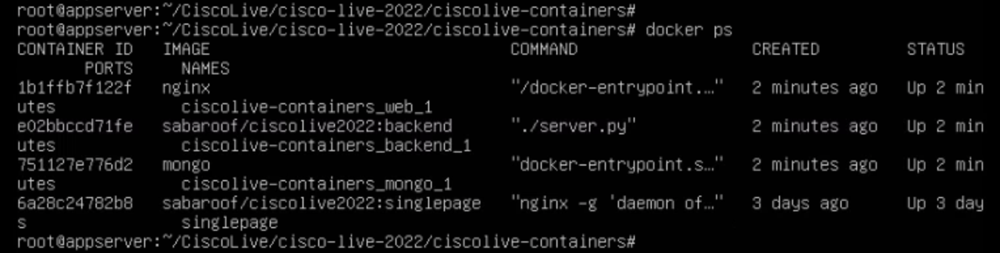 root@appserver:~/CiscoLive/cisco-live-2022/ciscolive-containers#
root@appserver:~/CiscoLive/cisco-live-2022/ciscolive-containers# docker ps
CONTAINER ID   IMAGE                                COMMAND                  CREATED         STATUS
       PORTS     NAMES
1b1ffb7f122f   nginx                                "/docker-entrypoint.…"   2 minutes ago   Up 2 min
utes             ciscolive-containers_web_1
e02bbccd71fe   sabaroof/ciscolive2022:backend       "./server.py"            2 minutes ago   Up 2 min
utes             ciscolive-containers_backend_1
751127e776d2   mongo                                "docker-entrypoint.s…"   2 minutes ago   Up 2 min
utes             ciscolive-containers_mongo_1
6a28c24782b8   sabaroof/ciscolive2022:singlepage    "nginx -g 'daemon of…"   3 days ago      Up 3 day
s                singlepage
root@appserver:~/CiscoLive/cisco-live-2022/ciscolive-containers#